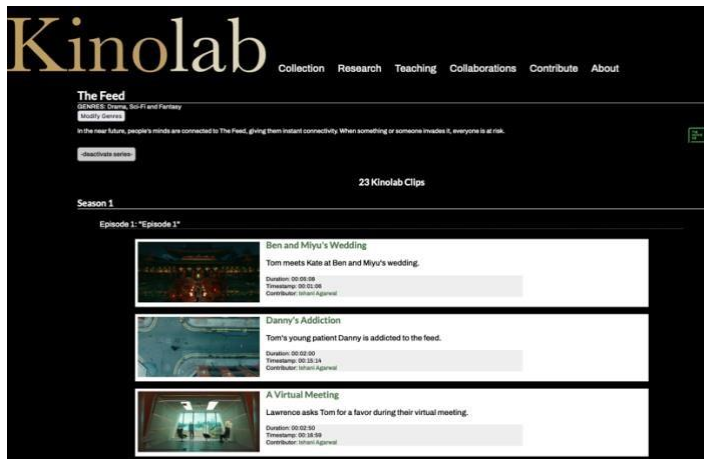 Kinolab
Collection Research Teaching Collaborations Contribute About
The Feed
GENRES: Drama, Sci-Fi and Fantasy
Modify Genres
In the near future, people's minds are connected to The Feed, giving them instant connectivity. When something or someone invades it, everyone is at risk.
-deactivate series-
23 Kinolab Clips
Season 1
Episode 1: "Episode 1"
Ben and Miyu's Wedding
Tom meets Kate at Ben and Miyu's wedding.
Duration: 00:05:08
Timestamp: 00:01:06
Contributor: Ishani Agarwal
Danny's Addiction
Tom's young patient Danny is addicted to the feed.
Duration: 00:02:00
Timestamp: 00:15:14
Contributor: Ishani Agarwal
A Virtual Meeting
Lawrence asks Tom for a favor during their virtual meeting.
Duration: 00:02:50
Timestamp: 00:18:59
Contributor: Ishani Agarwal